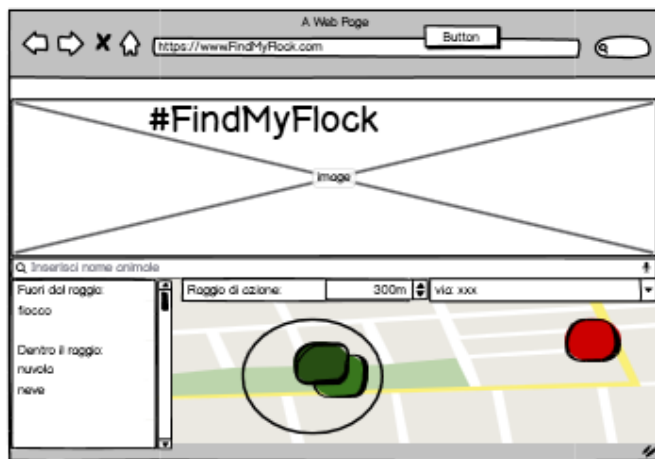 A Web Page
https://www.FindMyFlock.com
Button
#FindMyFlock
image
Inserisci nome animale
Fuori dal raggio:
fiocco
Dentro il raggio:
nuvola
neve
Raggio di azione: 300m via: xxx